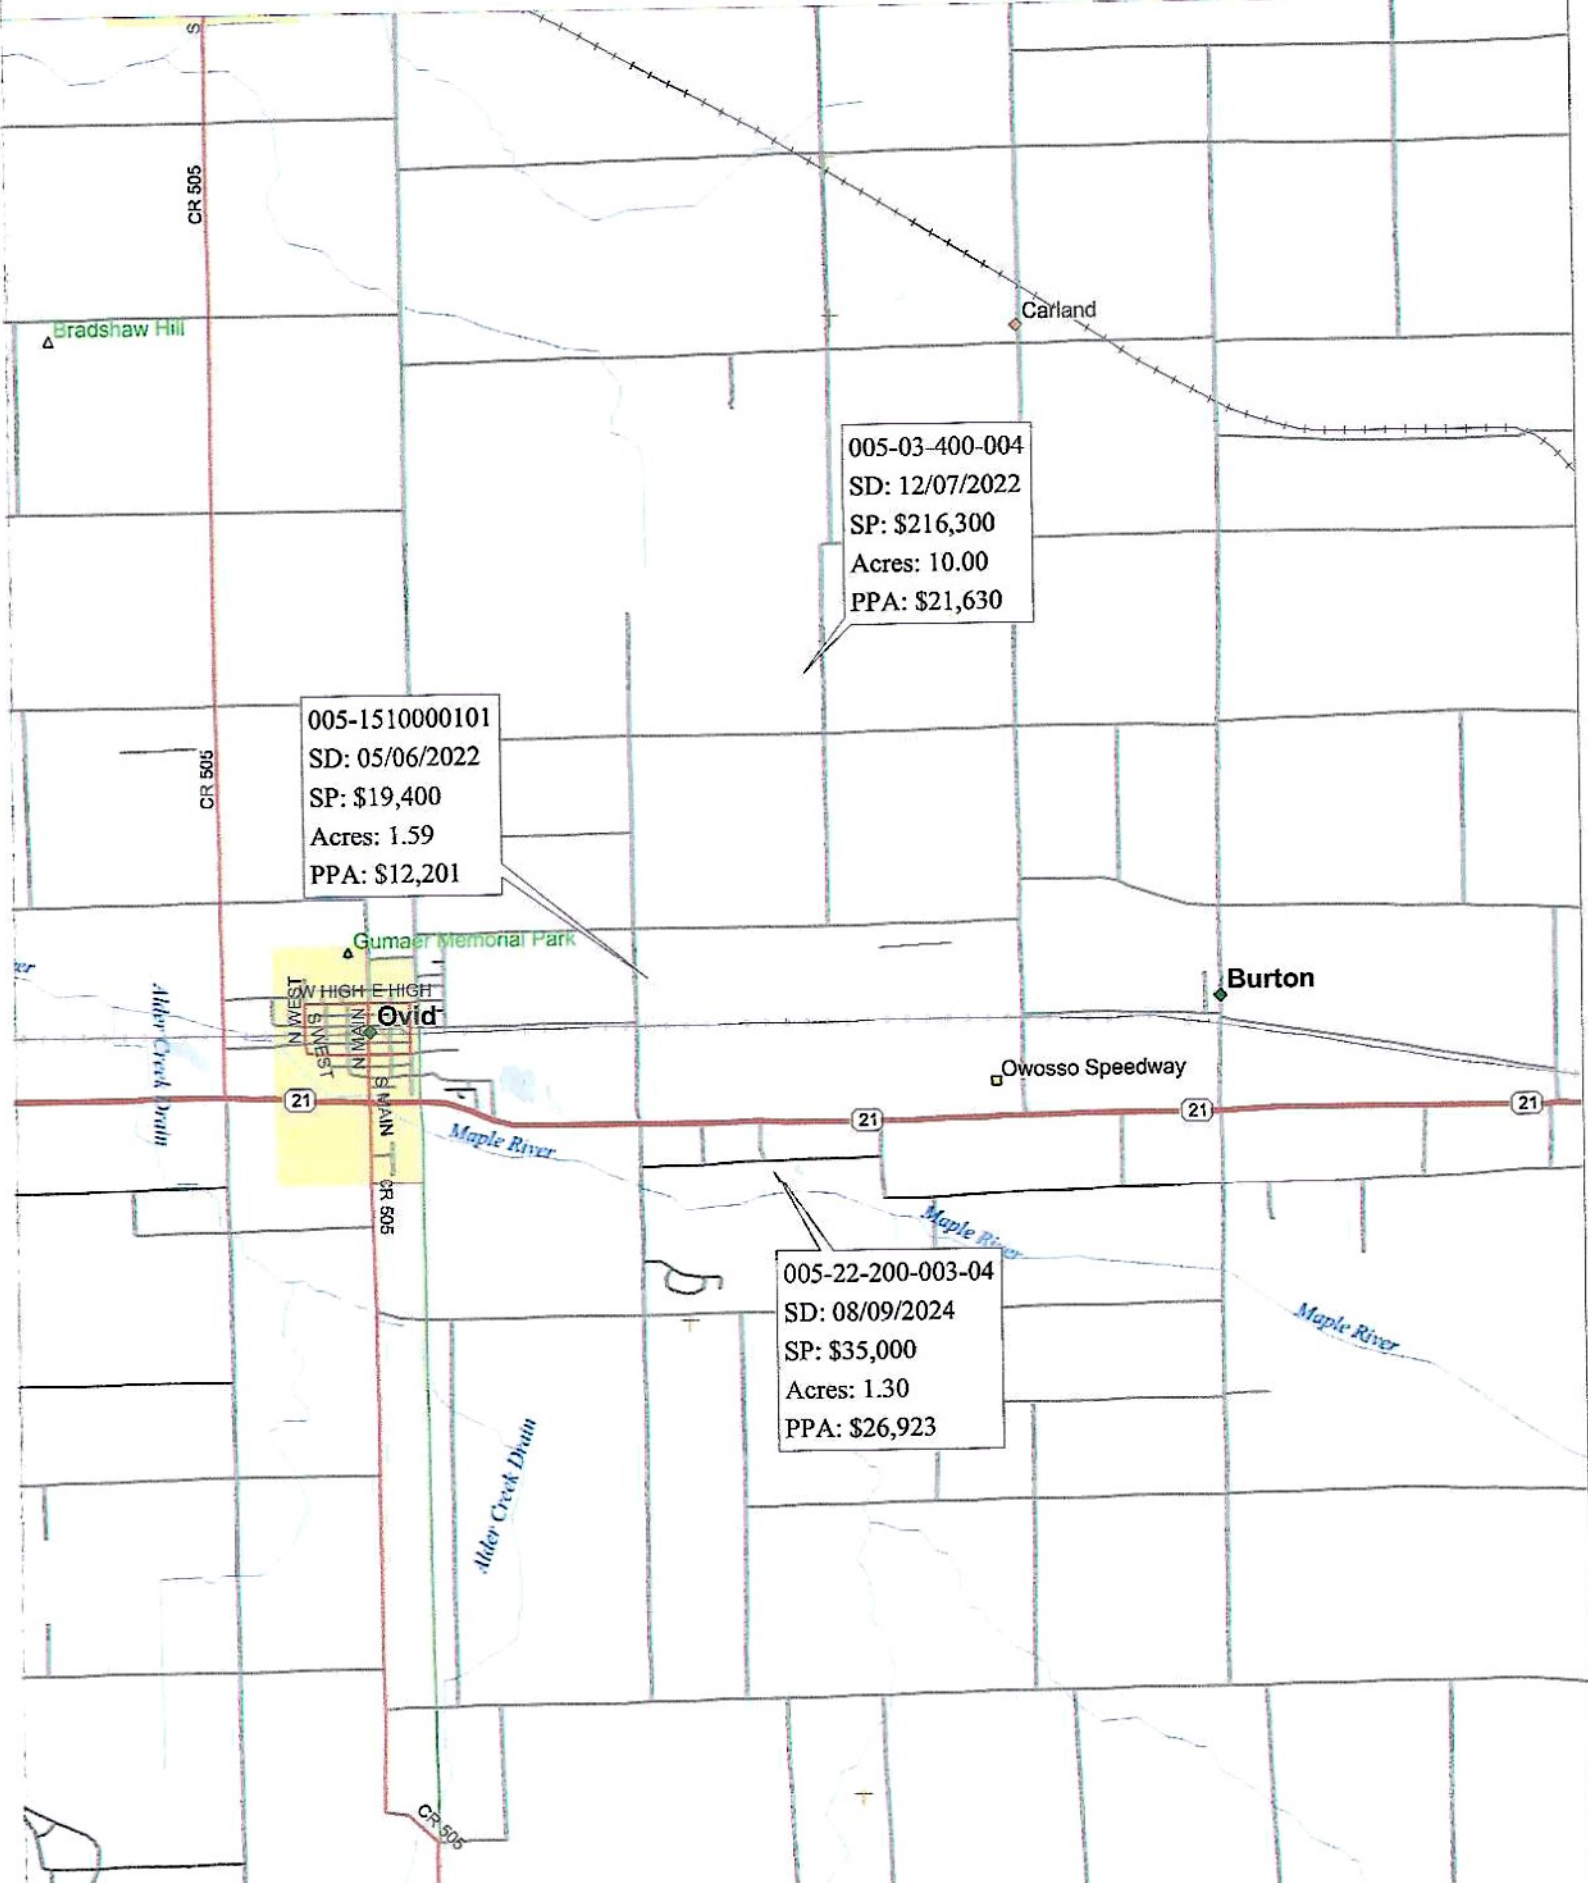 S
CR 505
Bradshaw Hill
Carland
005-03-400-004
SD: 12/07/2022
SP: $216,300
Acres: 10.00
PPA: $21,630
005-1510000101
SD: 05/06/2022
SP: $19,400
Acres: 1.59
PPA: $12,201
CR 505
Gumaer Memorial Park
er
W HIGH E HIGH
N WEST
S WEST
N MAIN
Ovid
Burton
Alder Creek Drain
Owosso Speedway
21
S MAIN
21
21
21
Maple River
CR 505
Maple River
005-22-200-003-04
SD: 08/09/2024
SP: $35,000
Acres: 1.30
PPA: $26,923
Maple River
Alder Creek Drain
CR 505